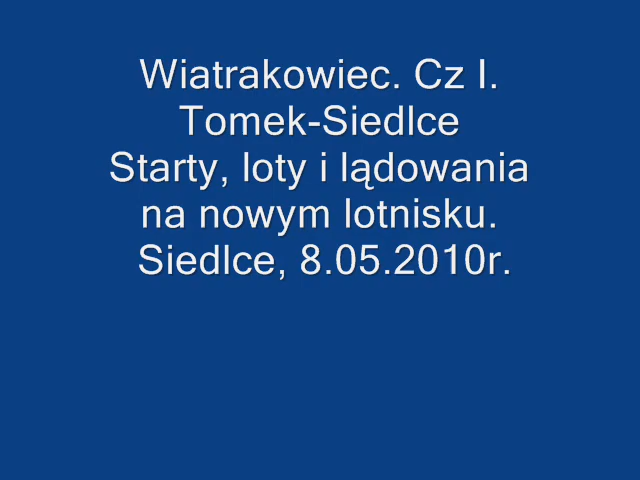 Wiatrakowiec. Cz I.
Tomek-Siedlce
Starty, loty i lądowania
na nowym lotnisku.
Siedlce, 8.05.2010r.